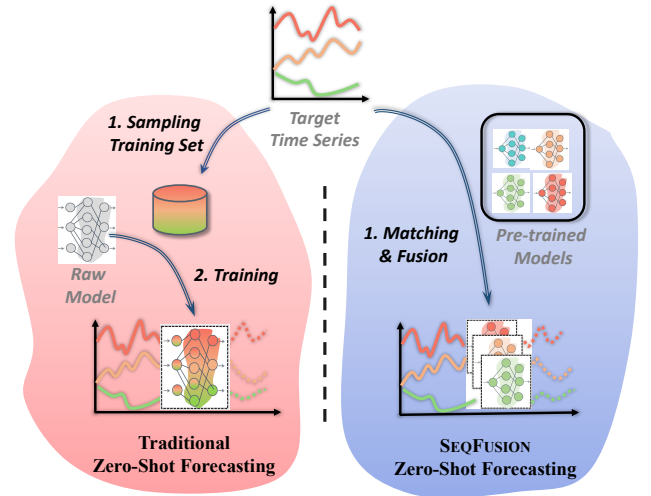 Target
Time Series
1. Sampling
Training Set
Raw
Model
2. Training
1. Matching
& Fusion
Pre-trained
Models
Traditional
Zero-Shot Forecasting
SEQFUSION
Zero-Shot Forecasting